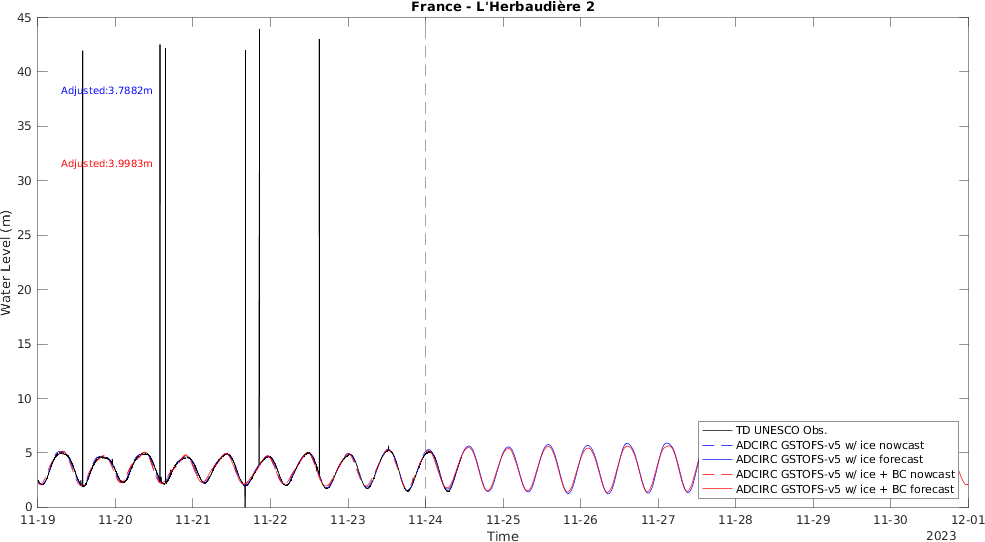 France - L'Herbaudière 2
45
40
35
30
25
20
15
10
5
0
Water Level (m)
Adjusted:3.7882m
Adjusted:3.9983m
TD UNESCO Obs.
ADCIRC GSTOFS-v5 w/ ice nowcast
ADCIRC GSTOFS-v5 w/ ice forecast
ADCIRC GSTOFS-v5 w/ ice + BC nowcast
ADCIRC GSTOFS-v5 w/ ice + BC forecast
11-19 11-20 11-21 11-22 11-23 11-24 11-25 11-26 11-27 11-28 11-29 11-30 12-01
Time
2023